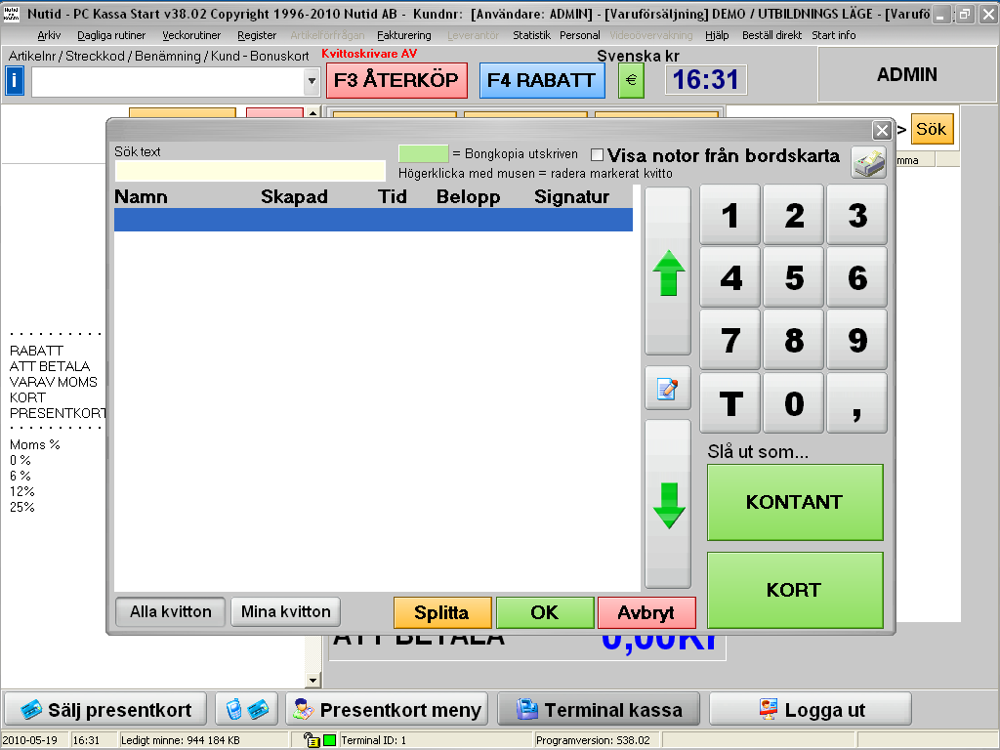 Nutid - PC Kassa Start v38.02 Copyright 1996-2010 Nutid AB - Kundnr: [Användare: ADMIN] - [Varuförsäljning] DEMO / UTBILDNINGS LÄGE - [Varufö
Arkiv Dagliga rutiner Veckorutiner Register Artikelförfrågan Fakturering Leverantör Statistik Personal Videoövervakning Hjälp Beställ direkt Start info
Artikelnr / Streckkod / Benämning / Kund - Bonuskort Kvittoskrivare AV Svenska kr
i F3 ÅTERKÖP F4 RABATT € 16:31 ADMIN
> Sök
mma
Sök text = Bongkopia utskriven Visa notor från bordskarta
Högerklicka med musen = radera markerat kvitto
Namn Skapad Tid Belopp Signatur
1 2 3
4 5 6
7 8 9
T 0 ,
RABATT
ATT BETALA
VARAV MOMS
KORT
PRESENTKORT
Moms %
0 %
6 %
12%
25%
Slå ut som...
KONTANT
KORT
Alla kvitton Mina kvitton Splitta OK Avbryt
ATT BETALA 0,00Kr
Sälj presentkort Presentkort meny Terminal kassa Logga ut
2010-05-19 16:31 Ledigt minne: 944 184 KB Terminal ID: 1 Programversion: S38.02